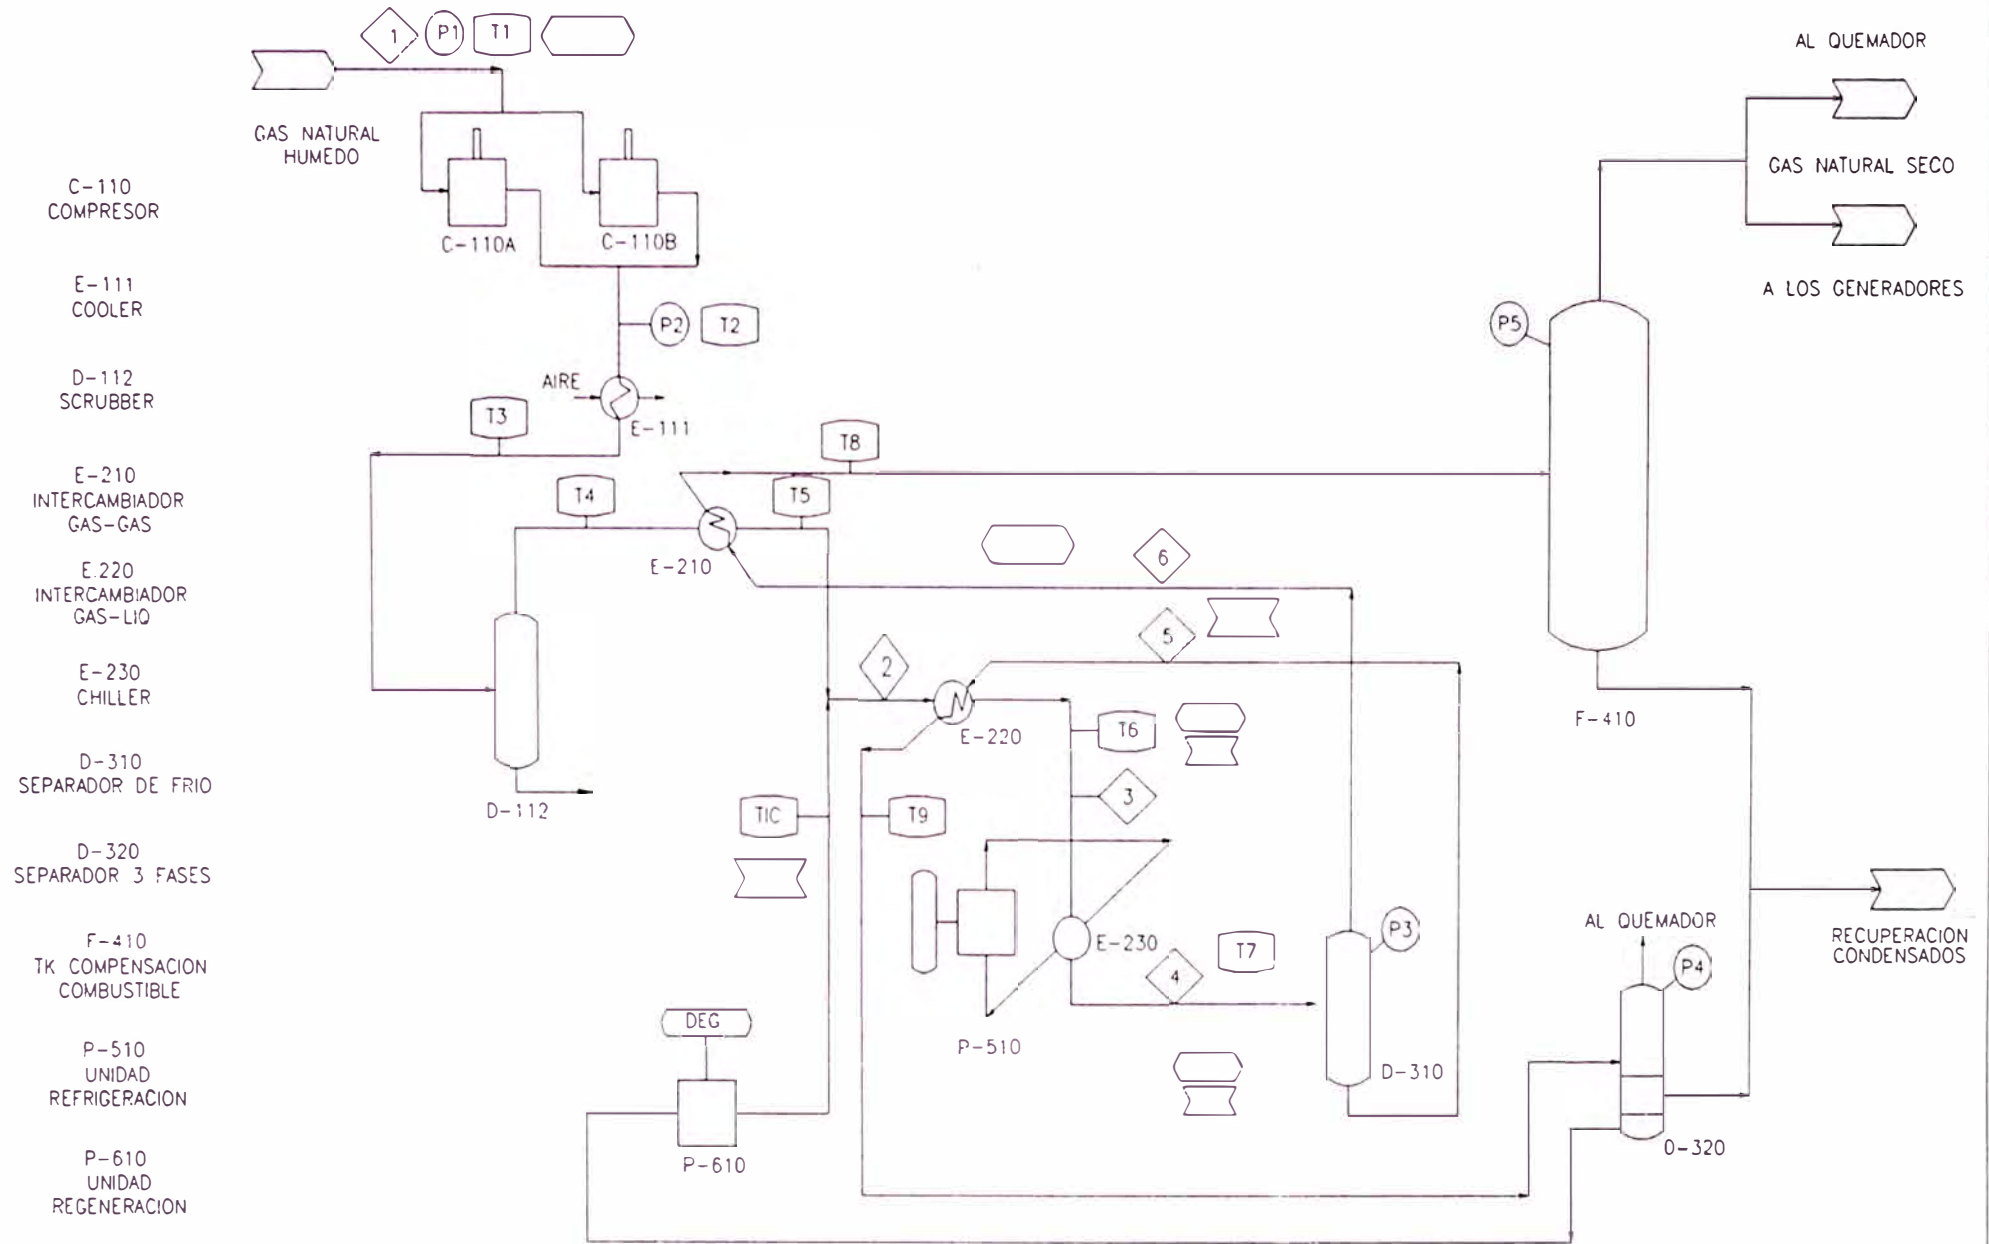 C-110
COMPRESOR
E-111
COOLER
D-112
SCRUBBER
E-210
INTERCAMBIADOR
GAS-GAS
E.220
INTERCAMBIADOR
GAS-LIQ
E-230
CHILLER
D-310
SEPARADOR DE FRIO
D-320
SEPARADOR 3 FASES
F-410
TK COMPENSACION
COMBUSTIBLE
P-510
UNIDAD
REFRIGERACION
P-610
UNIDAD
REGENERACION
1
P1
T1
GAS NATURAL
HUMEDO
C-110A
C-110B
P2
T2
AIRE
E-111
T3
T8
T4
T5
E-210
6
5
2
E-220
T6
3
D-112
TIC
T9
E-230
T7
4
P3
P-510
D-310
DEG
P-610
AL QUEMADOR
GAS NATURAL SECO
A LOS GENERADORES
P5
F-410
AL QUEMADOR
P4
RECUPERACION
CONDENSADOS
D-320